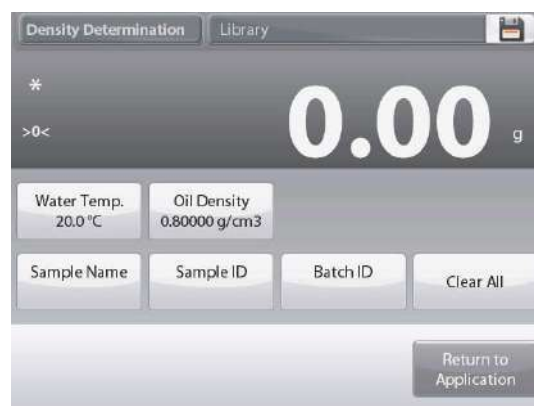 Density Determination
Library
*
>0<
0.00 g
Water Temp.
20.0 °C
Oil Density
0.80000 g/cm3
Sample Name
Sample ID
Batch ID
Clear All
Return to
Application